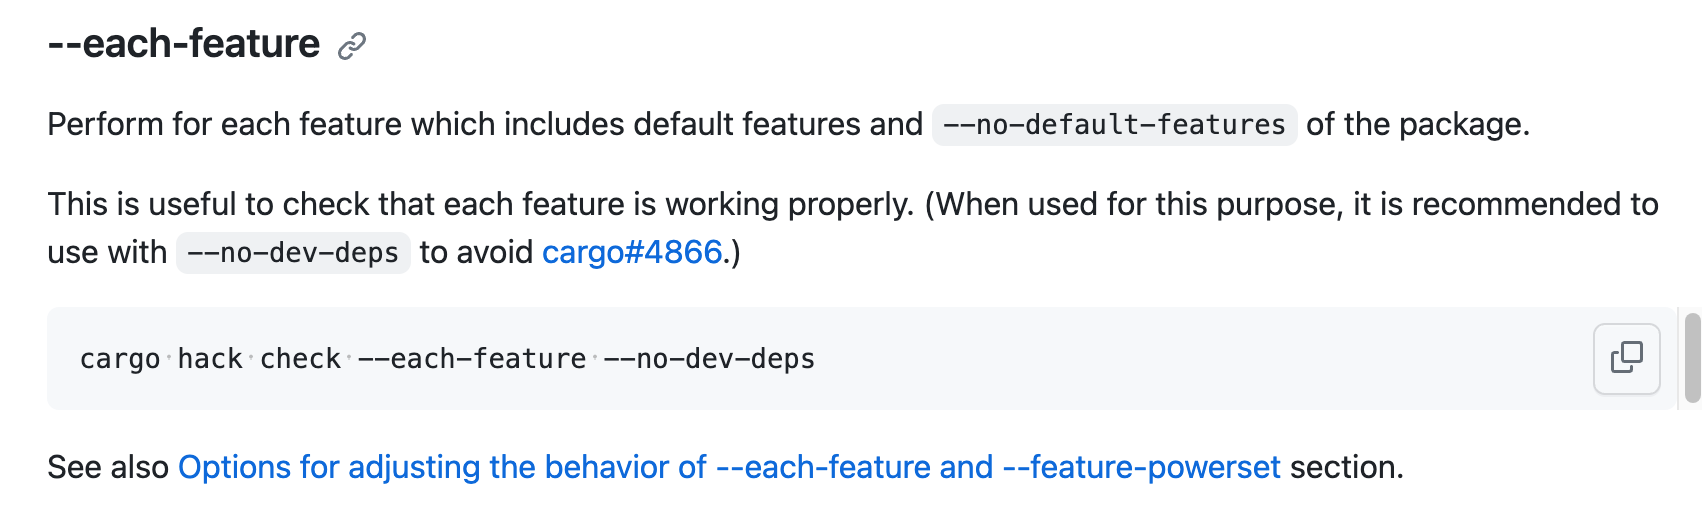 --each-feature
Perform for each feature which includes default features and --no-default-features of the package.
This is useful to check that each feature is working properly. (When used for this purpose, it is recommended to
use with --no-dev-deps to avoid cargo#4866.)
cargo hack check --each-feature --no-dev-deps
See also Options for adjusting the behavior of --each-feature and --feature-powerset section.